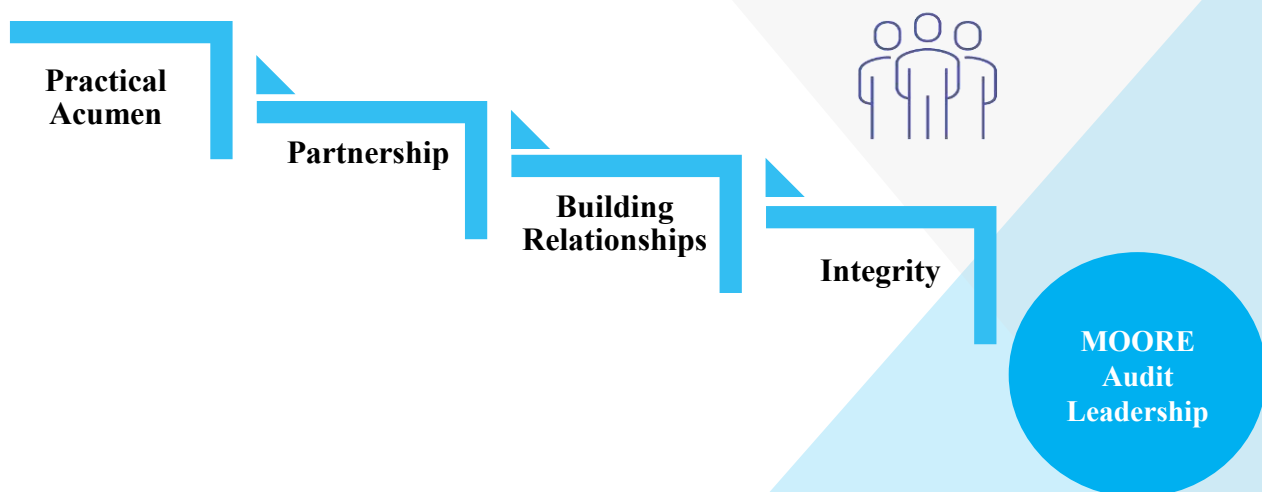 Practical
Acumen
Partnership
Building
Relationships
Integrity
MOORE
Audit
Leadership